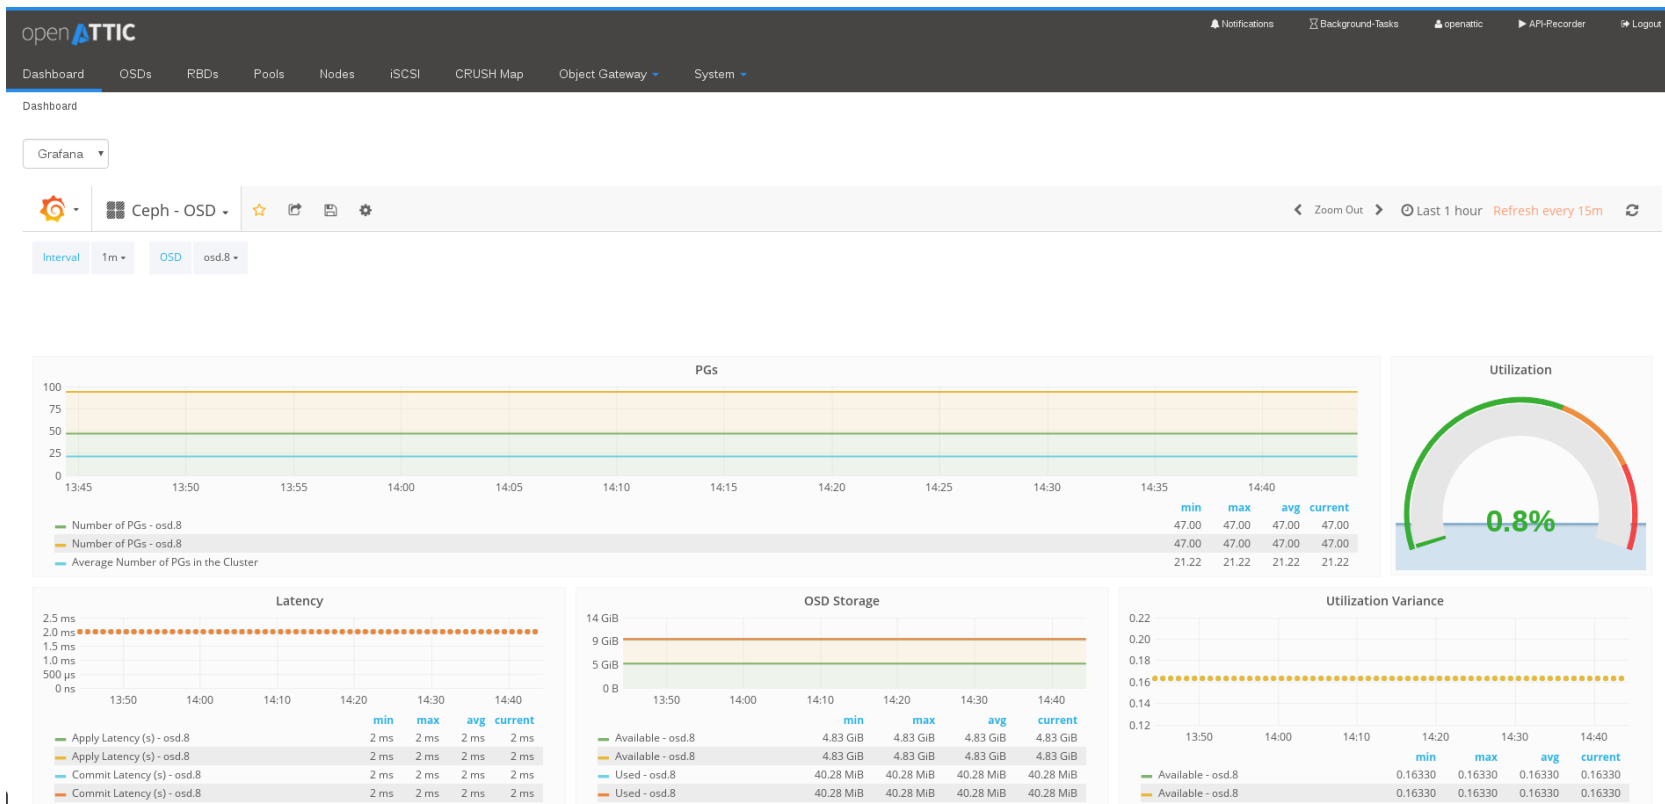 openATTIC
Notifications Background-Tasks openattic API-Recorder Logout
Dashboard OSDs RBDs Pools Nodes iSCSI CRUSH Map Object Gateway System
Dashboard
Grafana
Ceph - OSD Zoom Out Last 1 hour Refresh every 15m
Interval 1m OSD osd.8
PGs
100
75
50
25
0
13:45 13:50 13:55 14:00 14:05 14:10 14:15 14:20 14:25 14:30 14:35 14:40
min max avg current
Number of PGs - osd.8 47.00 47.00 47.00 47.00
Number of PGs - osd.8 47.00 47.00 47.00 47.00
Average Number of PGs in the Cluster 21.22 21.22 21.22 21.22
Utilization
0.8%
Latency
2.5 ms
2.0 ms
1.5 ms
1.0 ms
500 µs
0 ns
13:50 14:00 14:10 14:20 14:30 14:40
min max avg current
Apply Latency (s) - osd.8 2 ms 2 ms 2 ms 2 ms
Apply Latency (s) - osd.8 2 ms 2 ms 2 ms 2 ms
Commit Latency (s) - osd.8 2 ms 2 ms 2 ms 2 ms
Commit Latency (s) - osd.8 2 ms 2 ms 2 ms 2 ms
OSD Storage
14 GiB
9 GiB
5 GiB
0 B
13:50 14:00 14:10 14:20 14:30 14:40
min max avg current
Available - osd.8 4.83 GiB 4.83 GiB 4.83 GiB 4.83 GiB
Available - osd.8 4.83 GiB 4.83 GiB 4.83 GiB 4.83 GiB
Used - osd.8 40.28 MiB 40.28 MiB 40.28 MiB 40.28 MiB
Used - osd.8 40.28 MiB 40.28 MiB 40.28 MiB 40.28 MiB
Utilization Variance
0.22
0.20
0.18
0.16
0.14
0.12
13:50 14:00 14:10 14:20 14:30 14:40
min max avg current
Available - osd.8 0.16330 0.16330 0.16330 0.16330
Available - osd.8 0.16330 0.16330 0.16330 0.16330